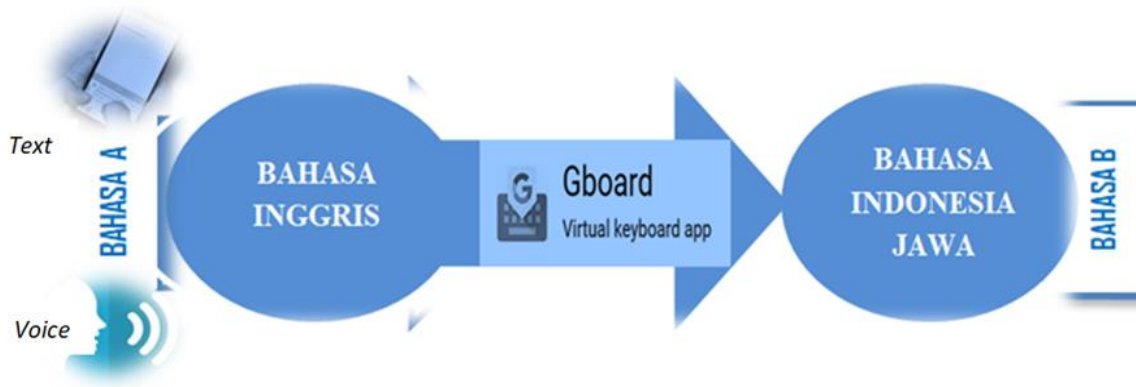 Text
BAHASA A
BAHASA
INGGRIS
G
Gboard
Virtual keyboard app
BAHASA
INDONESIA
JAWA
BAHASA B
Voice